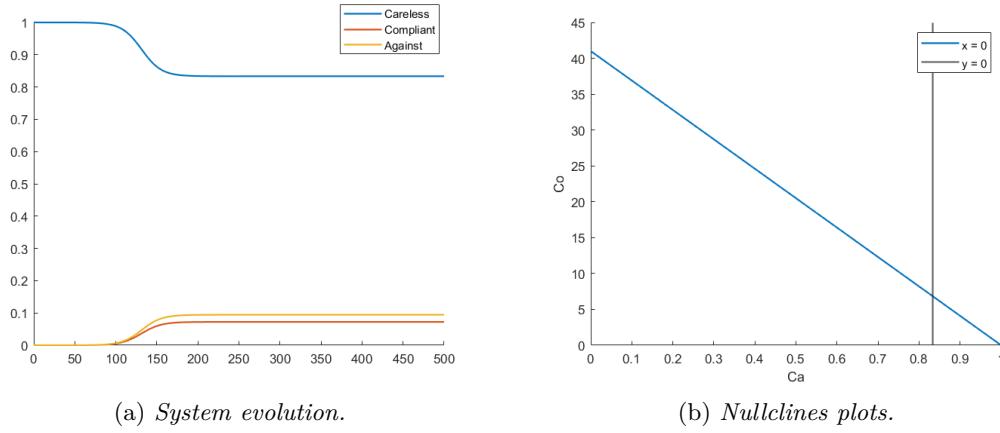 1
0.9
0.8
0.7
0.6
0.5
0.4
0.3
0.2
0.1
0
0 50 100 150 200 250 300 350 400 450 500
Careless
Compliant
Against
(a) System evolution.
45
40
35
30
25
20
15
10
5
0
0 0.1 0.2 0.3 0.4 0.5 0.6 0.7 0.8 0.9 1
Co
Ca
x = 0
y = 0
(b) Nullclines plots.